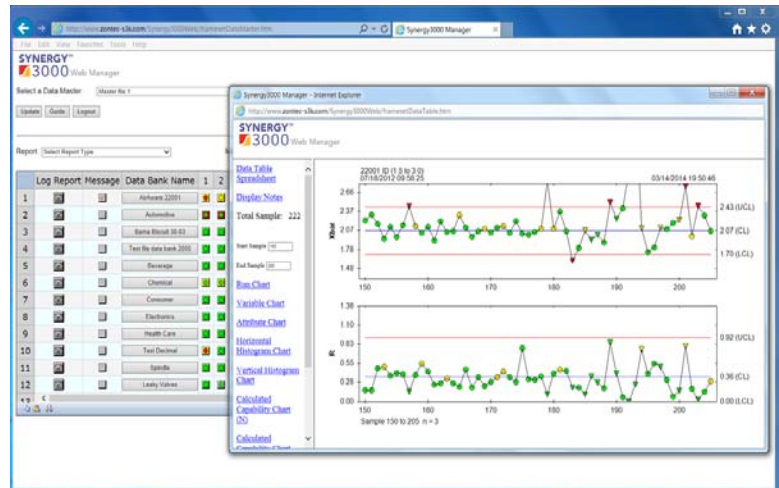 http://www.zontec-s3k.com/Synergy3000Web/framesetDataMaster.htm
Synergy3000 Manager
File Edit View Favorites Tools Help
SYNERGY™
3000 Web Manager
Select a Data Master
Master file 1
Update Guide Logout
Report Select Report Type
Log Report Message Data Bank Name 1 2
1 Airfoware 22001
2 Automotive
3 Barna Biscuit 30-03
4 Test file data bank 2000
5 Beverage
6 Chemical
7 Consumer
8 Electronics
9 Health Care
10 Test Decimal
11 Spindle
12 Leaky Valves
Synergy3000 Manager - Internet Explorer
http://www.zontec-s3k.com/Synergy3000Web/framesetDataTable.htm
SYNERGY™
3000 Web Manager
Data Table
Spreadsheet
Display Notes
Total Sample: 222
Start Sample
End Sample
Run Chart
Variable Chart
Attribute Chart
Horizontal
Histogram Chart
Vertical Histogram
Chart
Calculated
Capability Chart
(N)
Calculated
Capability Chart
22001 ID (1.5 to 3.0)
07/18/2012 09:58:25
03/14/2014 19:50:46
Xbar
2.66
2.37
2.07
1.78
1.48
2.43 (UCL)
2.07 (CL)
1.70 (LCL)
150 160 170 180 190 200
R
1.38
1.10
0.83
0.55
0.28
0.00
0.92 (UCL)
0.36 (CL)
0.00 (LCL)
150 160 170 180 190 200
Sample 150 to 205 n = 3